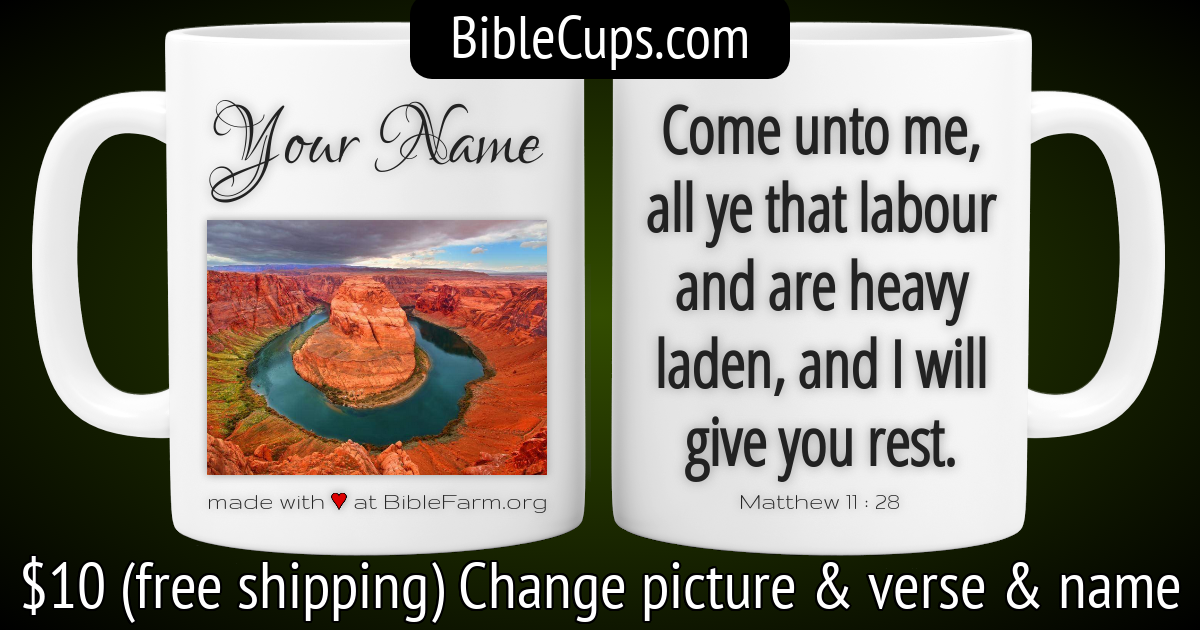 BibleCups.com
Your Name
made with ♥ at BibleFarm.org
Come unto me,
all ye that labour
and are heavy
laden, and I will
give you rest.
Matthew 11 : 28
$10 (free shipping) Change picture & verse & name